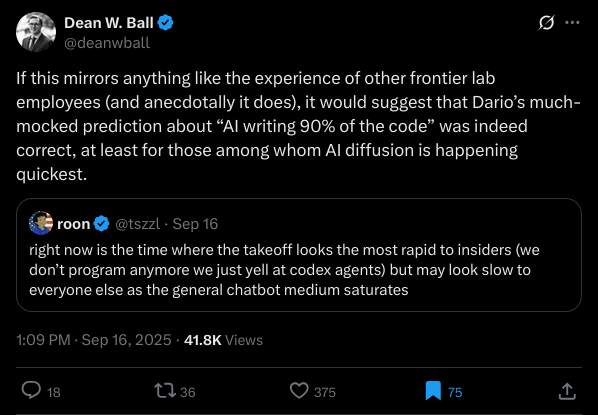 Dean W. Ball
@deanwball
If this mirrors anything like the experience of other frontier lab
employees (and anecdotally it does), it would suggest that Dario’s much-
mocked prediction about “AI writing 90% of the code” was indeed
correct, at least for those among whom AI diffusion is happening
quickest.
roon @tszzl · Sep 16
right now is the time where the takeoff looks the most rapid to insiders (we
don’t program anymore we just yell at codex agents) but may look slow to
everyone else as the general chatbot medium saturates
1:09 PM · Sep 16, 2025 · 41.8K Views
18 36 375 75